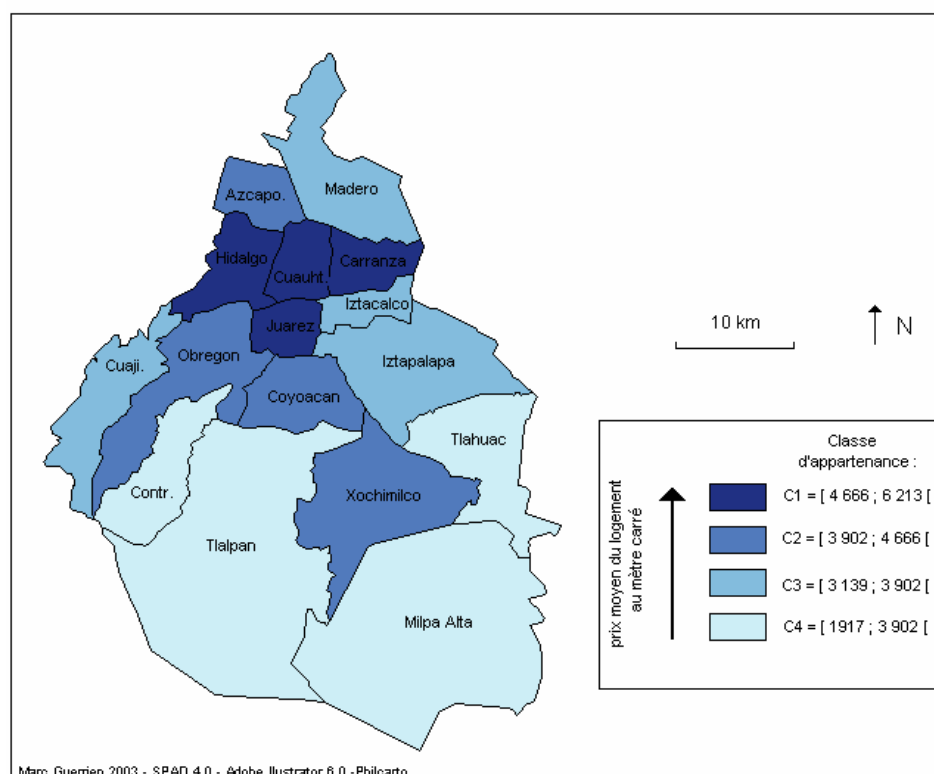 Madero
Azcapo.
Hidalgo
Cuauht.
Carranza
Iztacalco
Juarez
10 km
N
Cuaji.
Obregon
Iztapalapa
Coyoacan
Tlahuac
Contr.
Xochimilco
Tlalpan
Milpa Alta
Classe
d'appartenance :
prix moyen du logement
au mètre carré
C1 = [ 4 666 ; 6 213 [
C2 = [ 3 902 ; 4 666 [
C3 = [ 3 139 ; 3 902 [
C4 = [ 1917 ; 3 902 [
Marc Guerrien 2003 - SPAD 4.0 - Adobe Ilustrator 6.0 -Philcarto